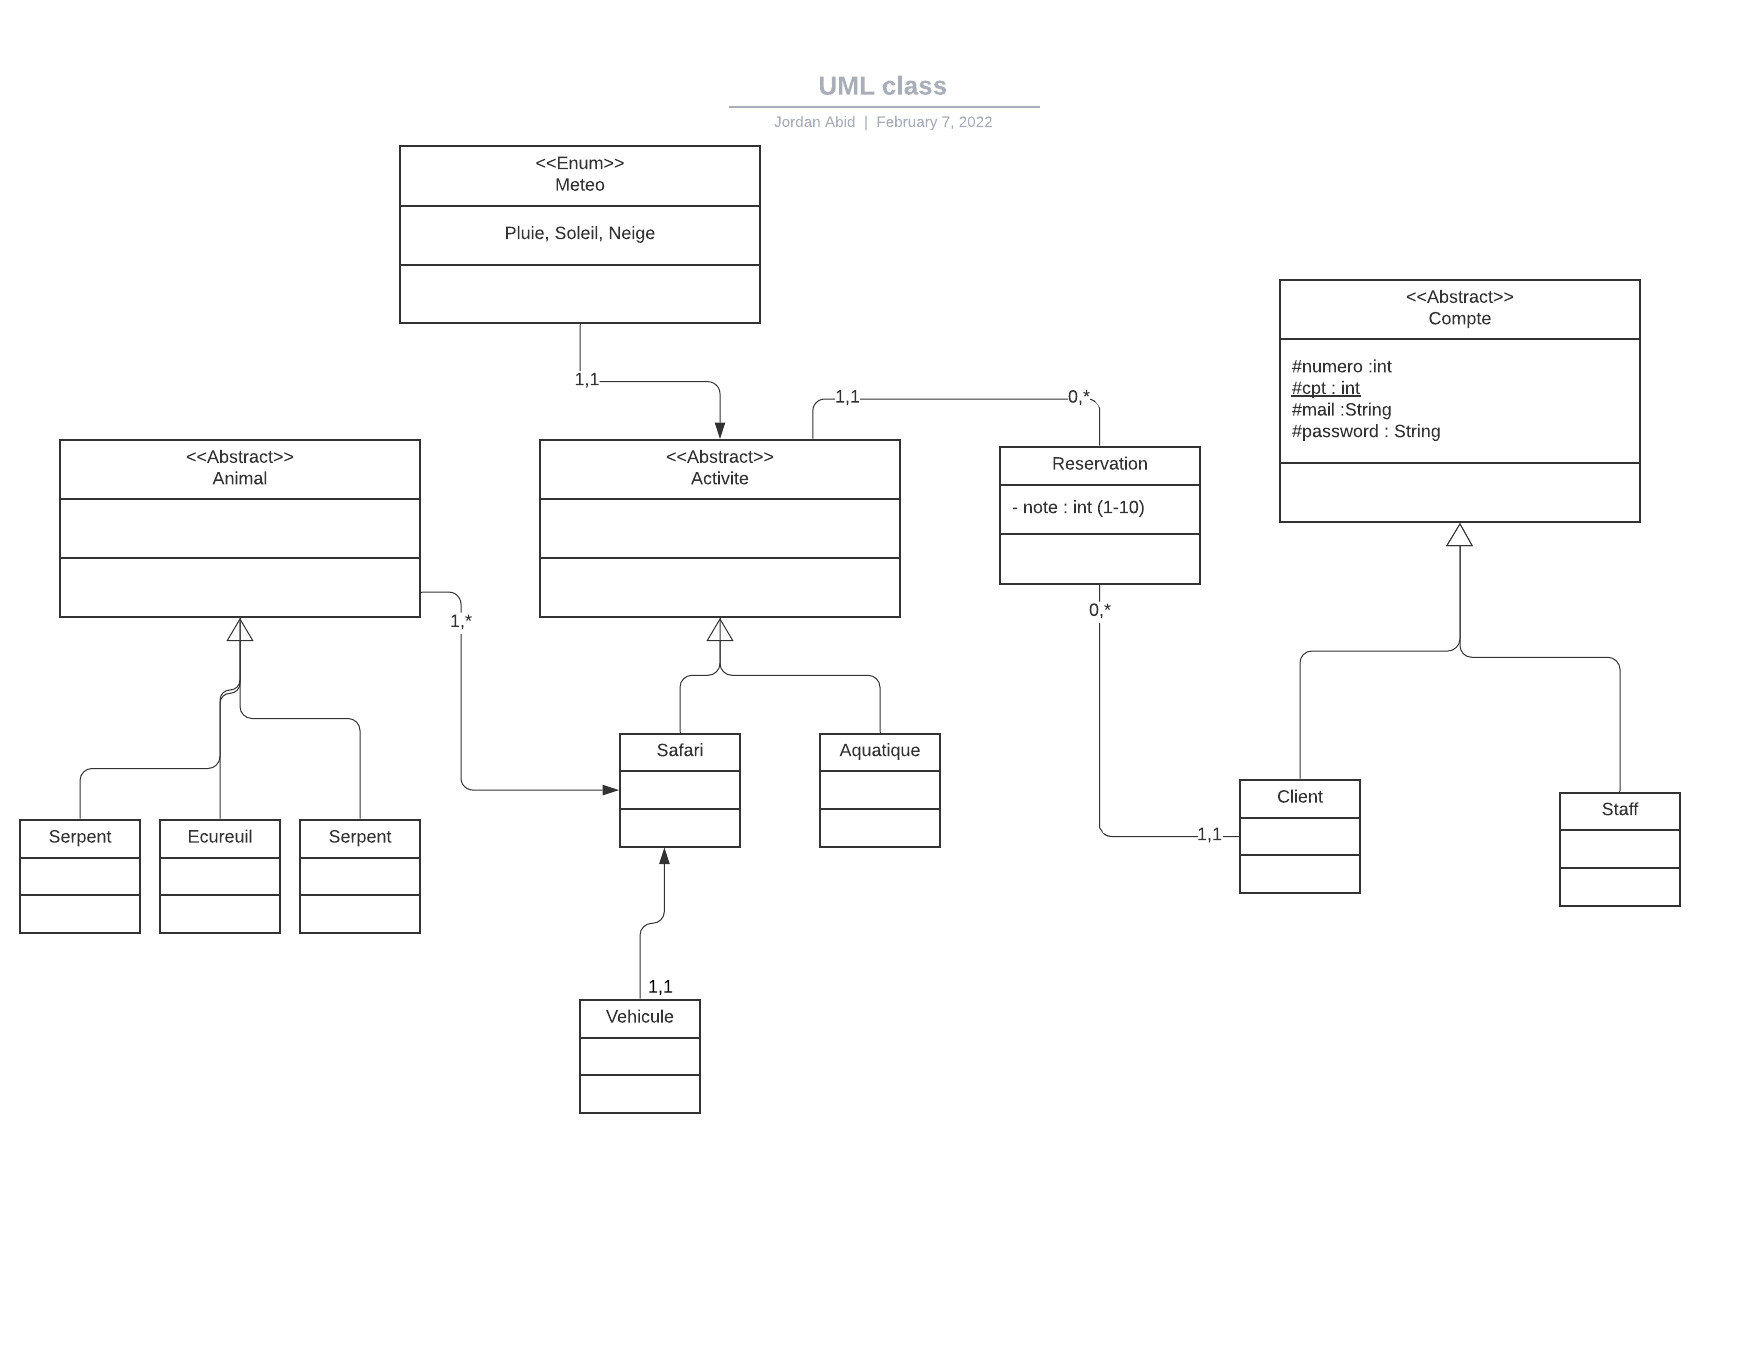 UML class
Jordan Abid | February 7, 2022
<<Enum>>
Meteo
Pluie, Soleil, Neige
1,1
<<Abstract>>
Compte
#numero :int
#cpt : int
#mail :String
#password : String
1,1
0,*
<<Abstract>>
Animal
<<Abstract>>
Activite
Reservation
- note : int (1-10)
1,*
0,*
Safari
Aquatique
Serpent
Ecureuil
Serpent
Client
Staff
1,1
1,1
Vehicule